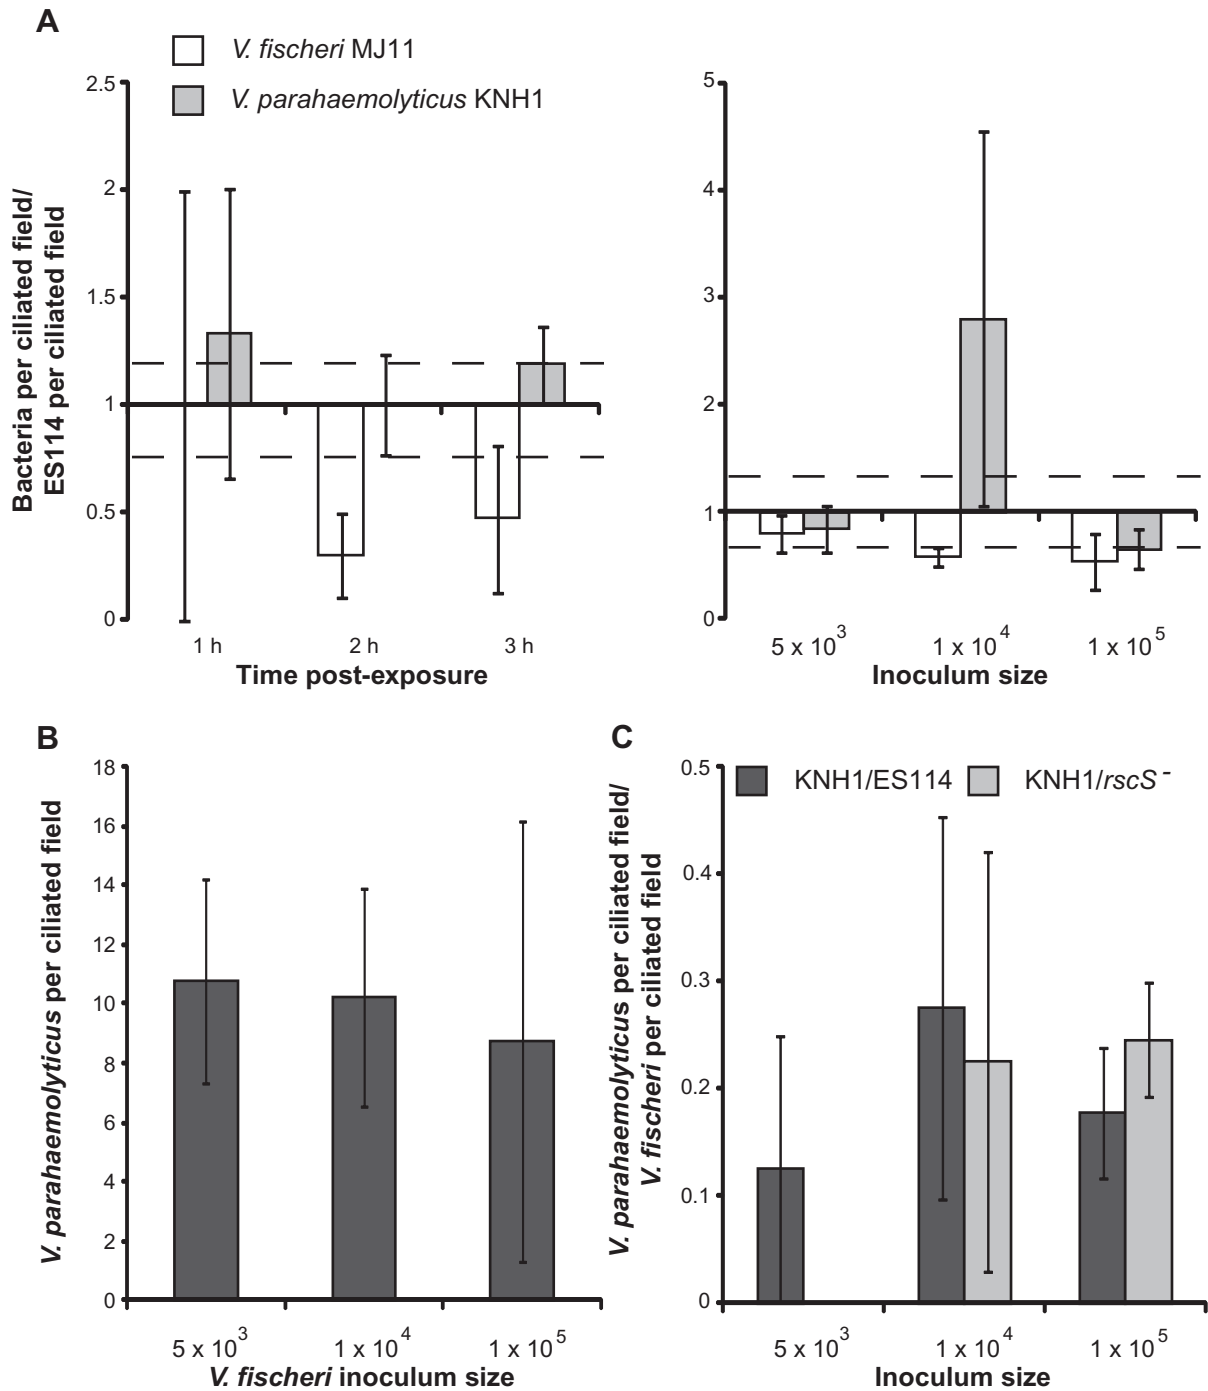 A
V. fischeri MJ11
V. parahaemolyticus KNH1
Bacteria per ciliated field/
ES114 per ciliated field
2.5
2
1.5
1
0.5
0
1 h 2 h 3 h
Time post-exposure
5
4
3
2
1
0
5 x 10³ 1 x 10⁴ 1 x 10⁵
Inoculum size
B
V. parahaemolyticus per ciliated field
18
16
14
12
10
8
6
4
2
0
5 x 10³ 1 x 10⁴ 1 x 10⁵
V. fischeri inoculum size
C
KNH1/ES114 KNH1/rscS⁻
V. parahaemolyticus per ciliated field/
V. fischeri per ciliated field
0.5
0.4
0.3
0.2
0.1
0
5 x 10³ 1 x 10⁴ 1 x 10⁵
Inoculum size